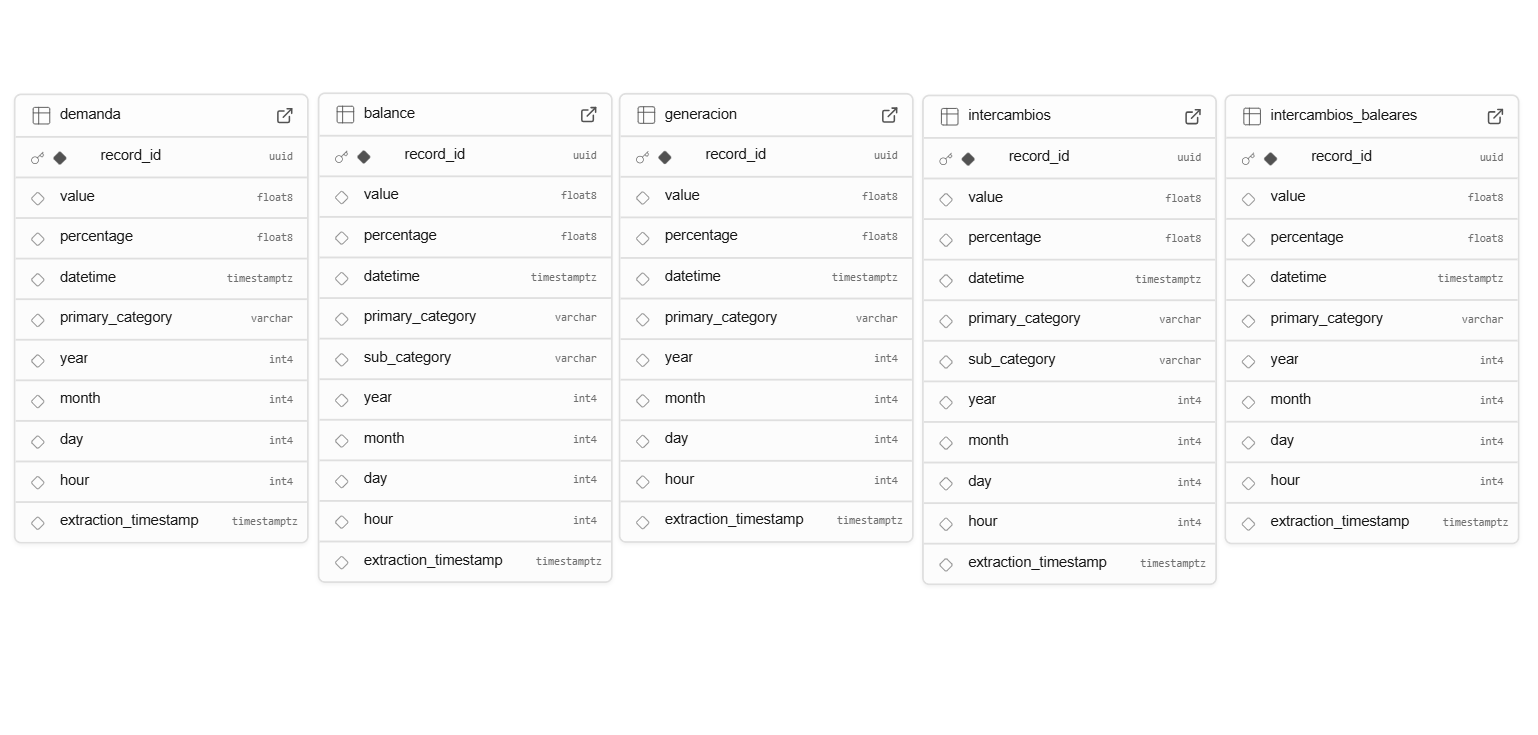 demanda
record_id uuid
value float8
percentage float8
datetime timestamptz
primary_category varchar
year int4
month int4
day int4
hour int4
extraction_timestamp timestamptz
balance
record_id uuid
value float8
percentage float8
datetime timestamptz
primary_category varchar
sub_category varchar
year int4
month int4
day int4
hour int4
extraction_timestamp timestamptz
generacion
record_id uuid
value float8
percentage float8
datetime timestamptz
primary_category varchar
year int4
month int4
day int4
hour int4
extraction_timestamp timestamptz
intercambios
record_id uuid
value float8
percentage float8
datetime timestamptz
primary_category varchar
sub_category varchar
year int4
month int4
day int4
hour int4
extraction_timestamp timestamptz
intercambios_baleares
record_id uuid
value float8
percentage float8
datetime timestamptz
primary_category varchar
year int4
month int4
day int4
hour int4
extraction_timestamp timestamptz